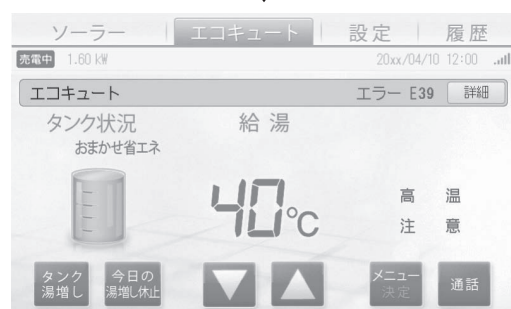 ソーラー エコキュート 設定 履歴
売電中 1.60 kW 20xx/04/10 12:00
エコキュート エラー E39 詳細
タンク状況 給湯
おまかせ省エネ
40℃
高温
注意
タンク湯増し 今日の湯増し休止 メニュー決定 通話